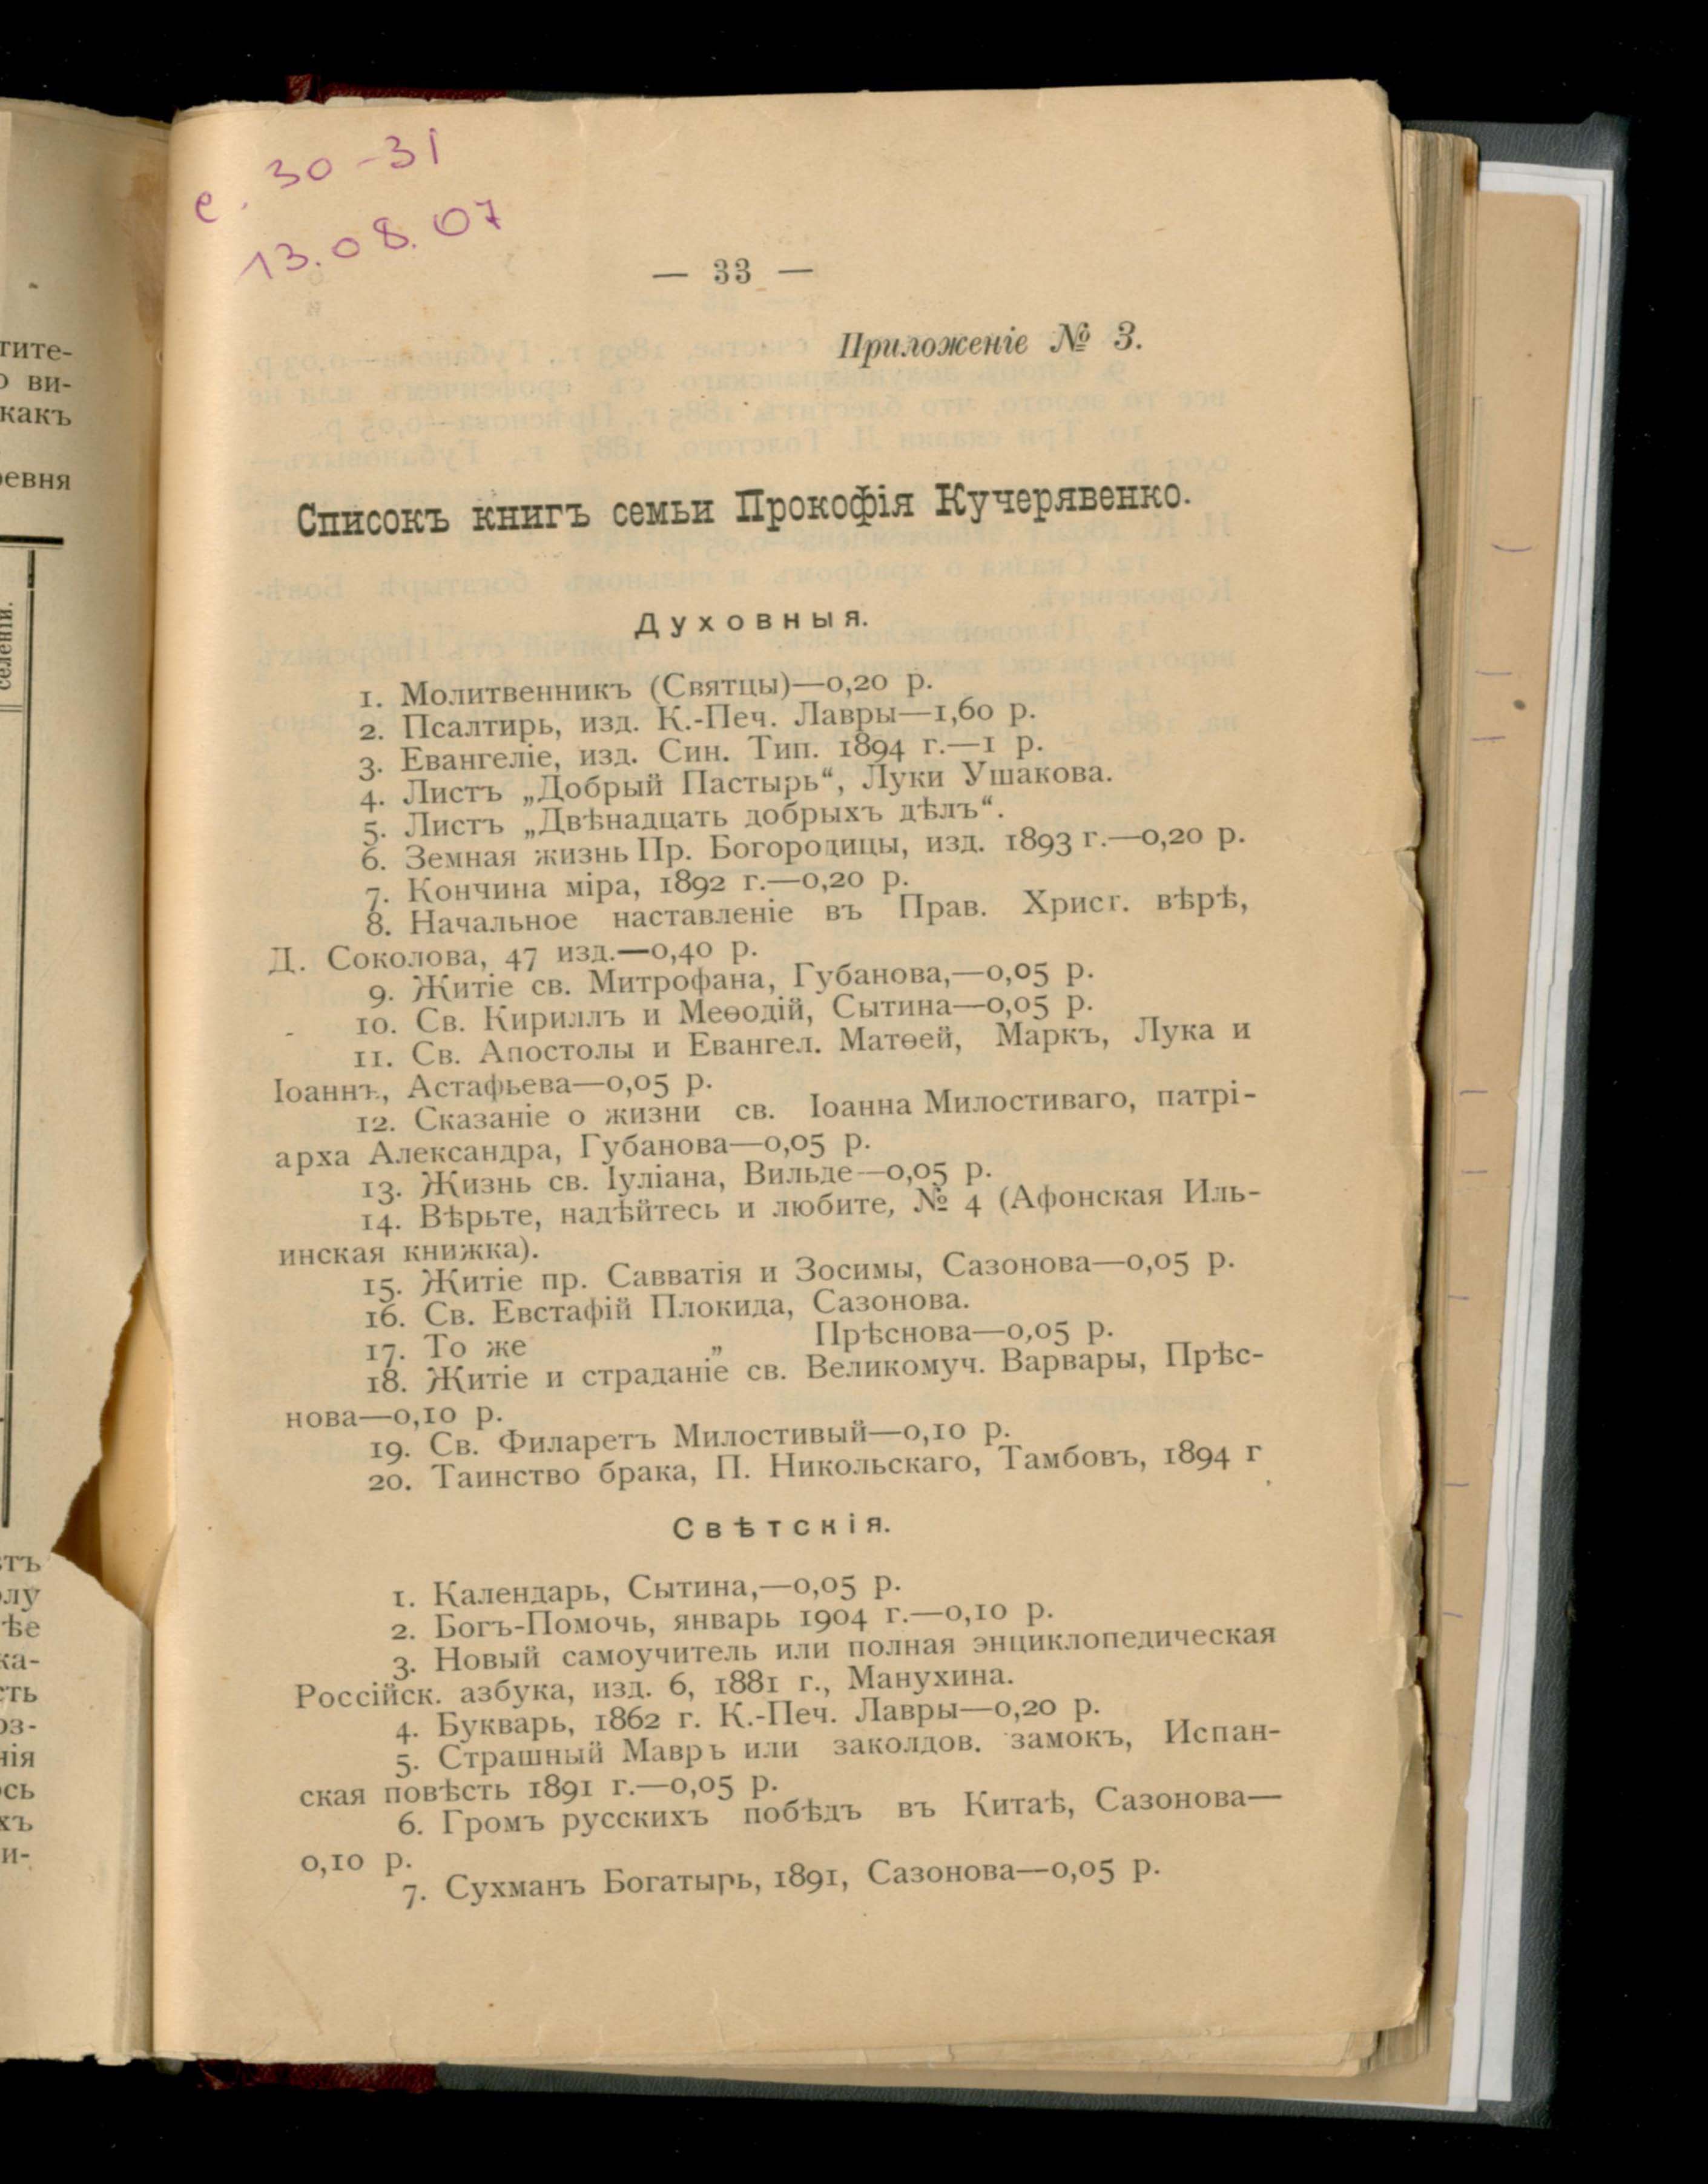 с. 30-31
13.08.07
— 33 —
Приложеніе № 3.
Списокъ книгъ семьи Прокофія Кучерявенко.
Духовныя.
1. Молитвенникъ (Святцы)—0,20 р.
2. Псалтирь, изд. К.-Печ. Лавры—1,60 р.
3. Евангеліе, изд. Син. Тип. 1894 г.—1 р.
4. Листъ „Добрый Пастырь“, Луки Ушакова.
5. Листъ „Двѣнадцать добрыхъ дѣлъ“.
6. Земная жизнь Пр. Богородицы, изд. 1893 г.—0,20 р.
7. Кончина міра, 1892 г.—0,20 р.
8. Начальное наставленіе въ Прав. Христ. вѣрѣ,
Д. Соколова, 47 изд.—0,40 р.
9. Житіе св. Митрофана, Губанова,—0,05 р.
10. Св. Кириллъ и Меѳодій, Сытина—0,05 р.
11. Св. Апостолы и Евангел. Матѳей, Маркъ, Лука и
Іоаннъ, Астафьева—0,05 р.
12. Сказаніе о жизни св. Іоанна Милостиваго, патрі-
арха Александра, Губанова—0,05 р.
13. Жизнь св. Іуліана, Вильде—0,05 р.
14. Вѣрьте, надѣйтесь и любите, № 4 (Афонская Иль-
инская книжка).
15. Житіе пр. Савватія и Зосимы, Сазонова—0,05 р.
16. Св. Евстафій Плокида, Сазонова.
17. То же „ Прѣснова—0,05 р.
18. Житіе и страданіе св. Великомуч. Варвары, Прѣс-
нова—0,10 р.
19. Св. Филаретъ Милостивый—0,10 р.
20. Таинство брака, П. Никольскаго, Тамбовъ, 1894 г.
Свѣтскія.
1. Календарь, Сытина,—0,05 р.
2. Богъ-Помочь, январь 1904 г.—0,10 р.
3. Новый самоучитель или полная энциклопедическая
Россійск. азбука, изд. 6, 1881 г., Манухина.
4. Букварь, 1862 г. К.-Печ. Лавры—0,20 р.
5. Страшный Мавръ или заколдов. замокъ, Испан-
ская повѣсть 1891 г.—0,05 р.
6. Громъ русскихъ побѣдъ въ Китаѣ, Сазонова—
0,10 р.
7. Сухманъ Богатырь, 1891, Сазонова—0,05 р.